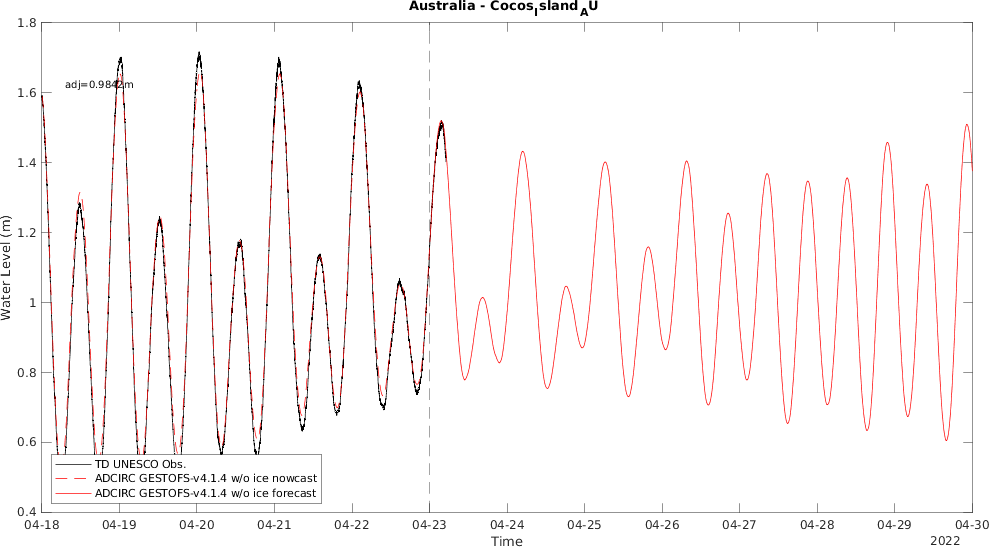 Australia - Cocos_Island_AU
1.8
1.6
1.4
1.2
1
0.8
0.6
0.4
Water Level (m)
adj=0.9842m
TD UNESCO Obs.
ADCIRC GESTOFS-v4.1.4 w/o ice nowcast
ADCIRC GESTOFS-v4.1.4 w/o ice forecast
04-18 04-19 04-20 04-21 04-22 04-23 04-24 04-25 04-26 04-27 04-28 04-29 04-30
Time
2022